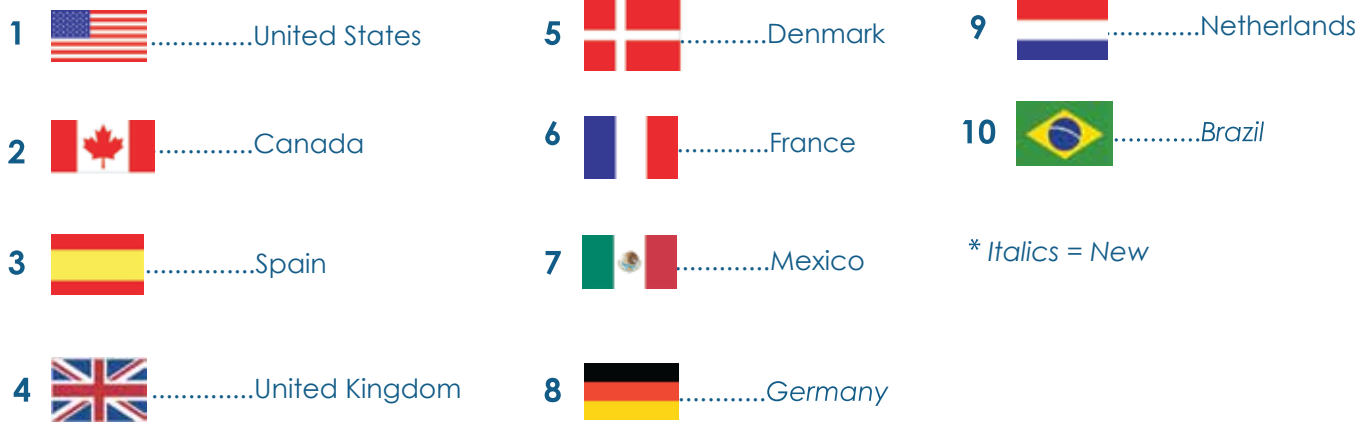 1 .............United States
2 .............Canada
3 ..............Spain
4 .............United Kingdom
5 ...........Denmark
6 ............France
7 ............Mexico
8 ...........Germany
9 ............Netherlands
10 ...........Brazil
* Italics = New